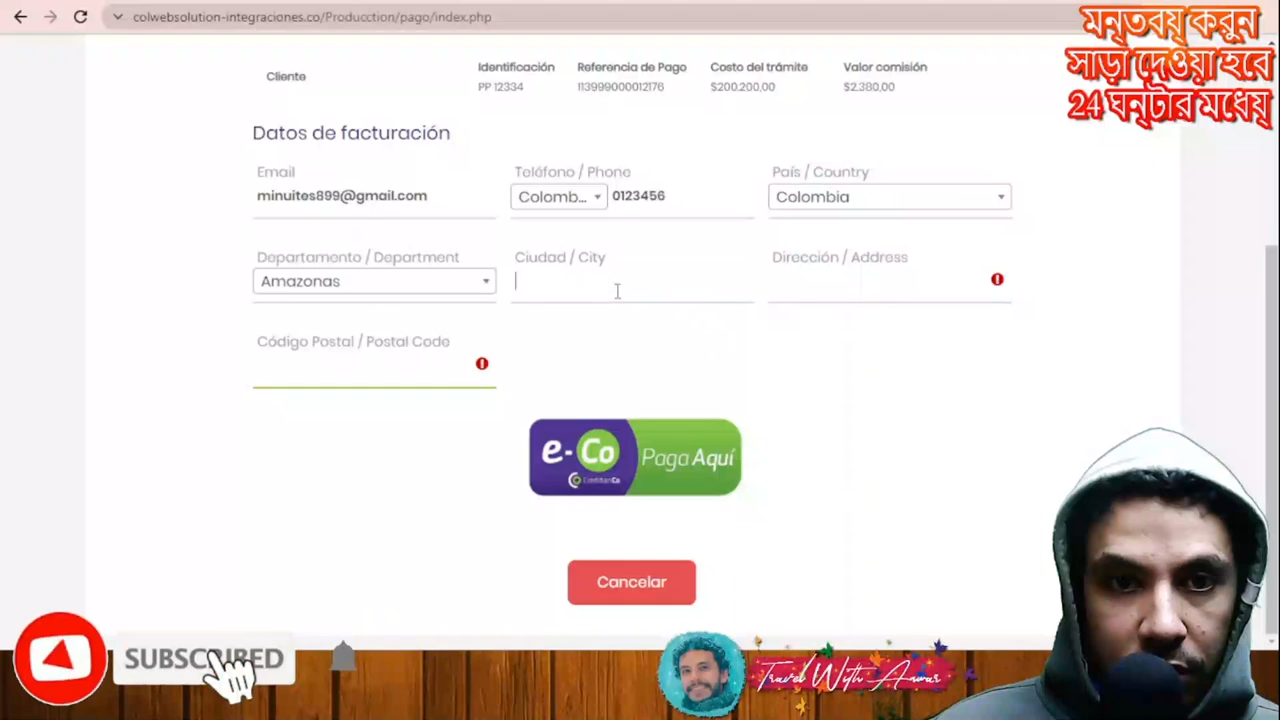 colwebsolution-integraciones.co/Producction/pago/index.php
মন্তব্য করুন
সাড়া দেওয়া হবে
24 ঘন্টার মধ্যে
Cliente
Identificación
Referencia de Pago
Costo del trámite
Valor comisión
PP 12334
113999000012176
$200.200,00
$2.380,00
Datos de facturación
Email
Teléfono / Phone
País / Country
minuites899@gmail.com
Colomb...
0123456
Colombia
Departamento / Department
Ciudad / City
Dirección / Address
Amazonas
Código Postal / Postal Code
e-Co
CredibanCo
Paga Aquí
Cancelar
SUBSCRIBED
Travel With Anwar